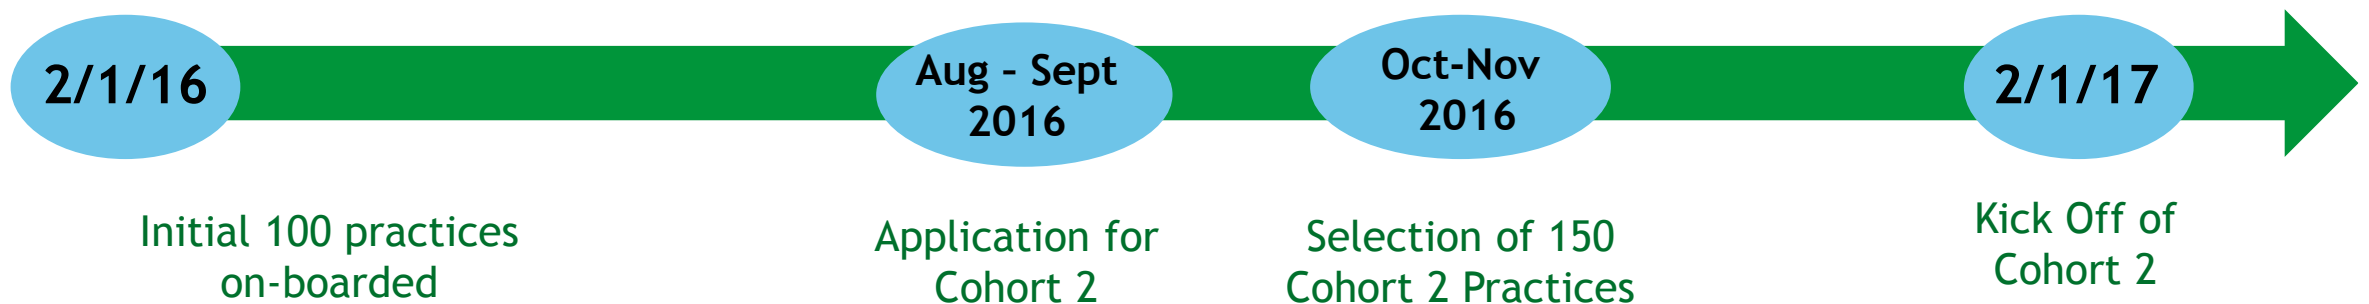 2/1/16
Aug – Sept
2016
Oct-Nov
2016
2/1/17
Initial 100 practices
on-boarded
Application for
Cohort 2
Selection of 150
Cohort 2 Practices
Kick Off of
Cohort 2